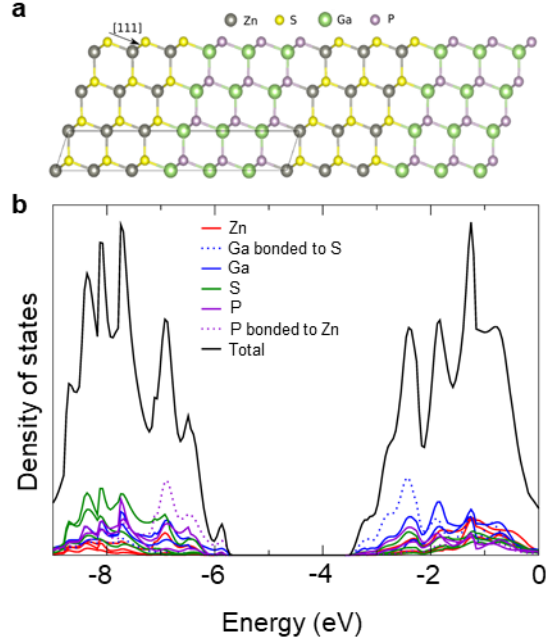 a
Zn S Ga P
[111]
b
Zn
Ga bonded to S
Ga
S
P
P bonded to Zn
Total
Density of states
-8 -6 -4 -2 0
Energy (eV)